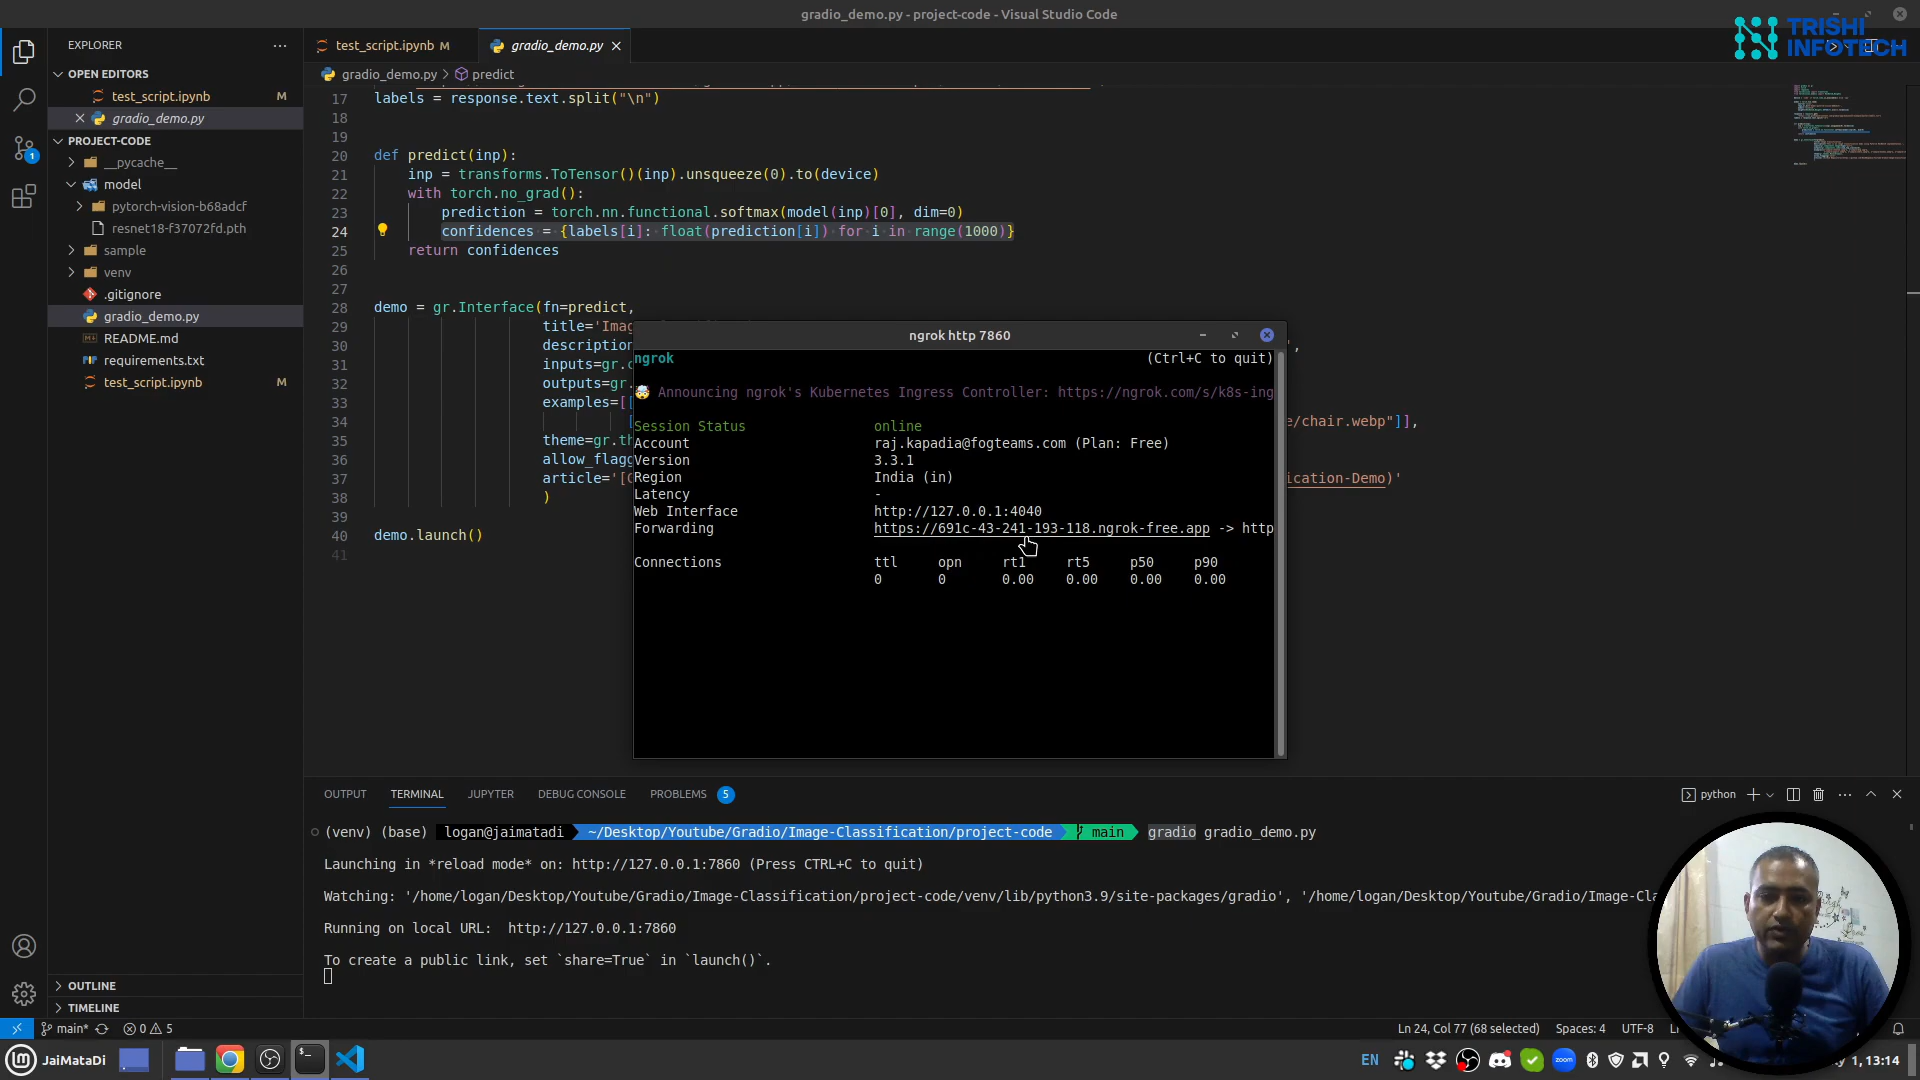 gradio_demo.py - project-code - Visual Studio Code
TRISHI
INFOTECH
EXPLORER
test_script.ipynb M
gradio_demo.py
OPEN EDITORS
gradio_demo.py > predict
test_script.ipynb M
gradio_demo.py
PROJECT-CODE
__pycache__
model
pytorch-vision-b68adcf
resnet18-f37072fd.pth
sample
venv
.gitignore
gradio_demo.py
README.md
requirements.txt
test_script.ipynb M
OUTLINE
TIMELINE
17 labels = response.text.split("\n")
18
19
20 def predict(inp):
21 inp = transforms.ToTensor()(inp).unsqueeze(0).to(device)
22 with torch.no_grad():
23 prediction = torch.nn.functional.softmax(model(inp)[0], dim=0)
24 confidences = {labels[i]: float(prediction[i]) for i in range(1000)}
25 return confidences
26
27
28 demo = gr.Interface(fn=predict,
29 title='Imag
30 description
31 inputs=gr.
32 outputs=gr.
33 examples=[[
34 e/chair.webp"]],
35 theme=gr.th
36 allow_flagg
37 article='[ ication-Demo)'
38 )
39
40 demo.launch()
41
ngrok http 7860
ngrok (Ctrl+C to quit)
Announcing ngrok's Kubernetes Ingress Controller: https://ngrok.com/s/k8s-ing
Session Status online
Account raj.kapadia@fogteams.com (Plan: Free)
Version 3.3.1
Region India (in)
Latency -
Web Interface http://127.0.0.1:4040
Forwarding https://691c-43-241-193-118.ngrok-free.app -> http
Connections ttl opn rt1 rt5 p50 p90
0 0 0.00 0.00 0.00 0.00
OUTPUT TERMINAL JUPYTER DEBUG CONSOLE PROBLEMS 5
python
(venv) (base) logan@jaimatadi ~/Desktop/Youtube/Gradio/Image-Classification/project-code main gradio gradio_demo.py
Launching in *reload mode* on: http://127.0.0.1:7860 (Press CTRL+C to quit)
Watching: '/home/logan/Desktop/Youtube/Gradio/Image-Classification/project-code/venv/lib/python3.9/site-packages/gradio', '/home/logan/Desktop/Youtube/Gradio/Image-Cla
Running on local URL: http://127.0.0.1:7860
To create a public link, set `share=True` in `launch()`.
main* 0 5
Ln 24, Col 77 (68 selected) Spaces: 4 UTF-8
JaiMataDi
EN
zoom
1, 13:14